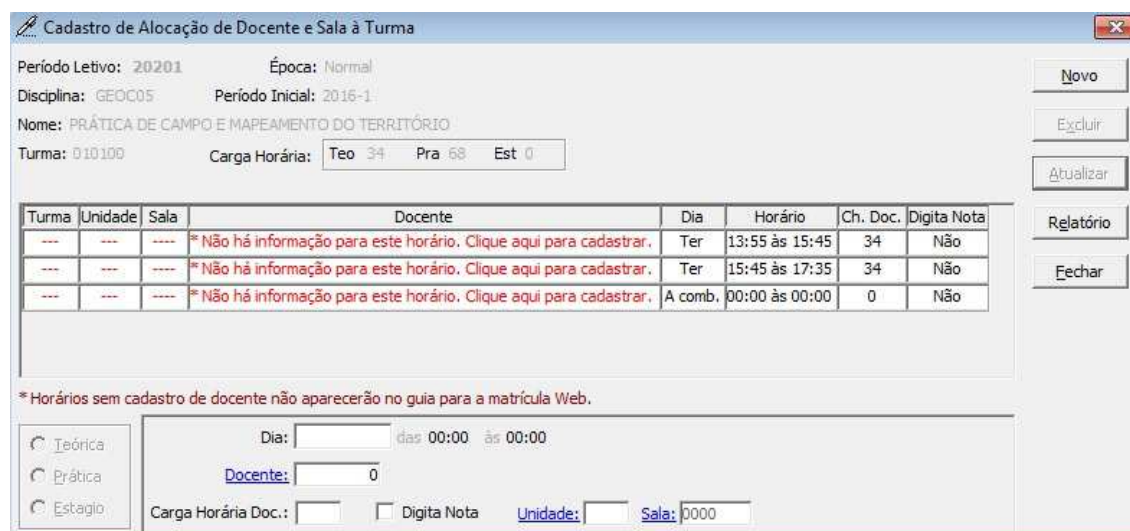 Cadastro de Alocação de Docente e Sala à Turma
Período Letivo: 20201 Época: Normal
Novo
Disciplina: GEOC05 Período Inicial: 2016-1
Nome: PRÁTICA DE CAMPO E MAPEAMENTO DO TERRITÓRIO
Excluir
Turma: 010100 Carga Horária: Teo 34 Pra 68 Est 0
Atualizar
Turma Unidade Sala Docente Dia Horário Ch. Doc. Digita Nota
Relatório
--- --- ---- * Não há informação para este horário. Clique aqui para cadastrar. Ter 13:55 às 15:45 34 Não
--- --- ---- * Não há informação para este horário. Clique aqui para cadastrar. Ter 15:45 às 17:35 34 Não
Fechar
--- --- ---- * Não há informação para este horário. Clique aqui para cadastrar. A comb. 00:00 às 00:00 0 Não
* Horários sem cadastro de docente não aparecerão no guia para a matrícula Web.
Teórica
Prática
Estagio
Dia: das 00:00 às 00:00
Docente: 0
Carga Horária Doc.: Digita Nota Unidade: Sala: 0000